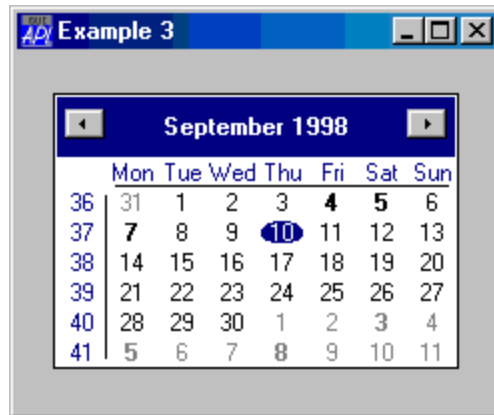 GUI
API Example 3
September 1998
Mon Tue Wed Thu Fri Sat Sun
36 31 1 2 3 4 5 6
37 7 8 9 10 11 12 13
38 14 15 16 17 18 19 20
39 21 22 23 24 25 26 27
40 28 29 30 1 2 3 4
41 5 6 7 8 9 10 11